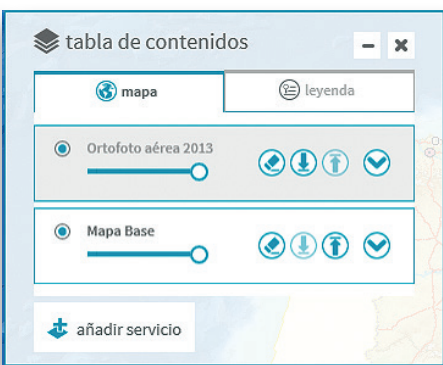 tabla de contenidos
mapa
leyenda
Ortofoto aérea 2013
Mapa Base
añadir servicio